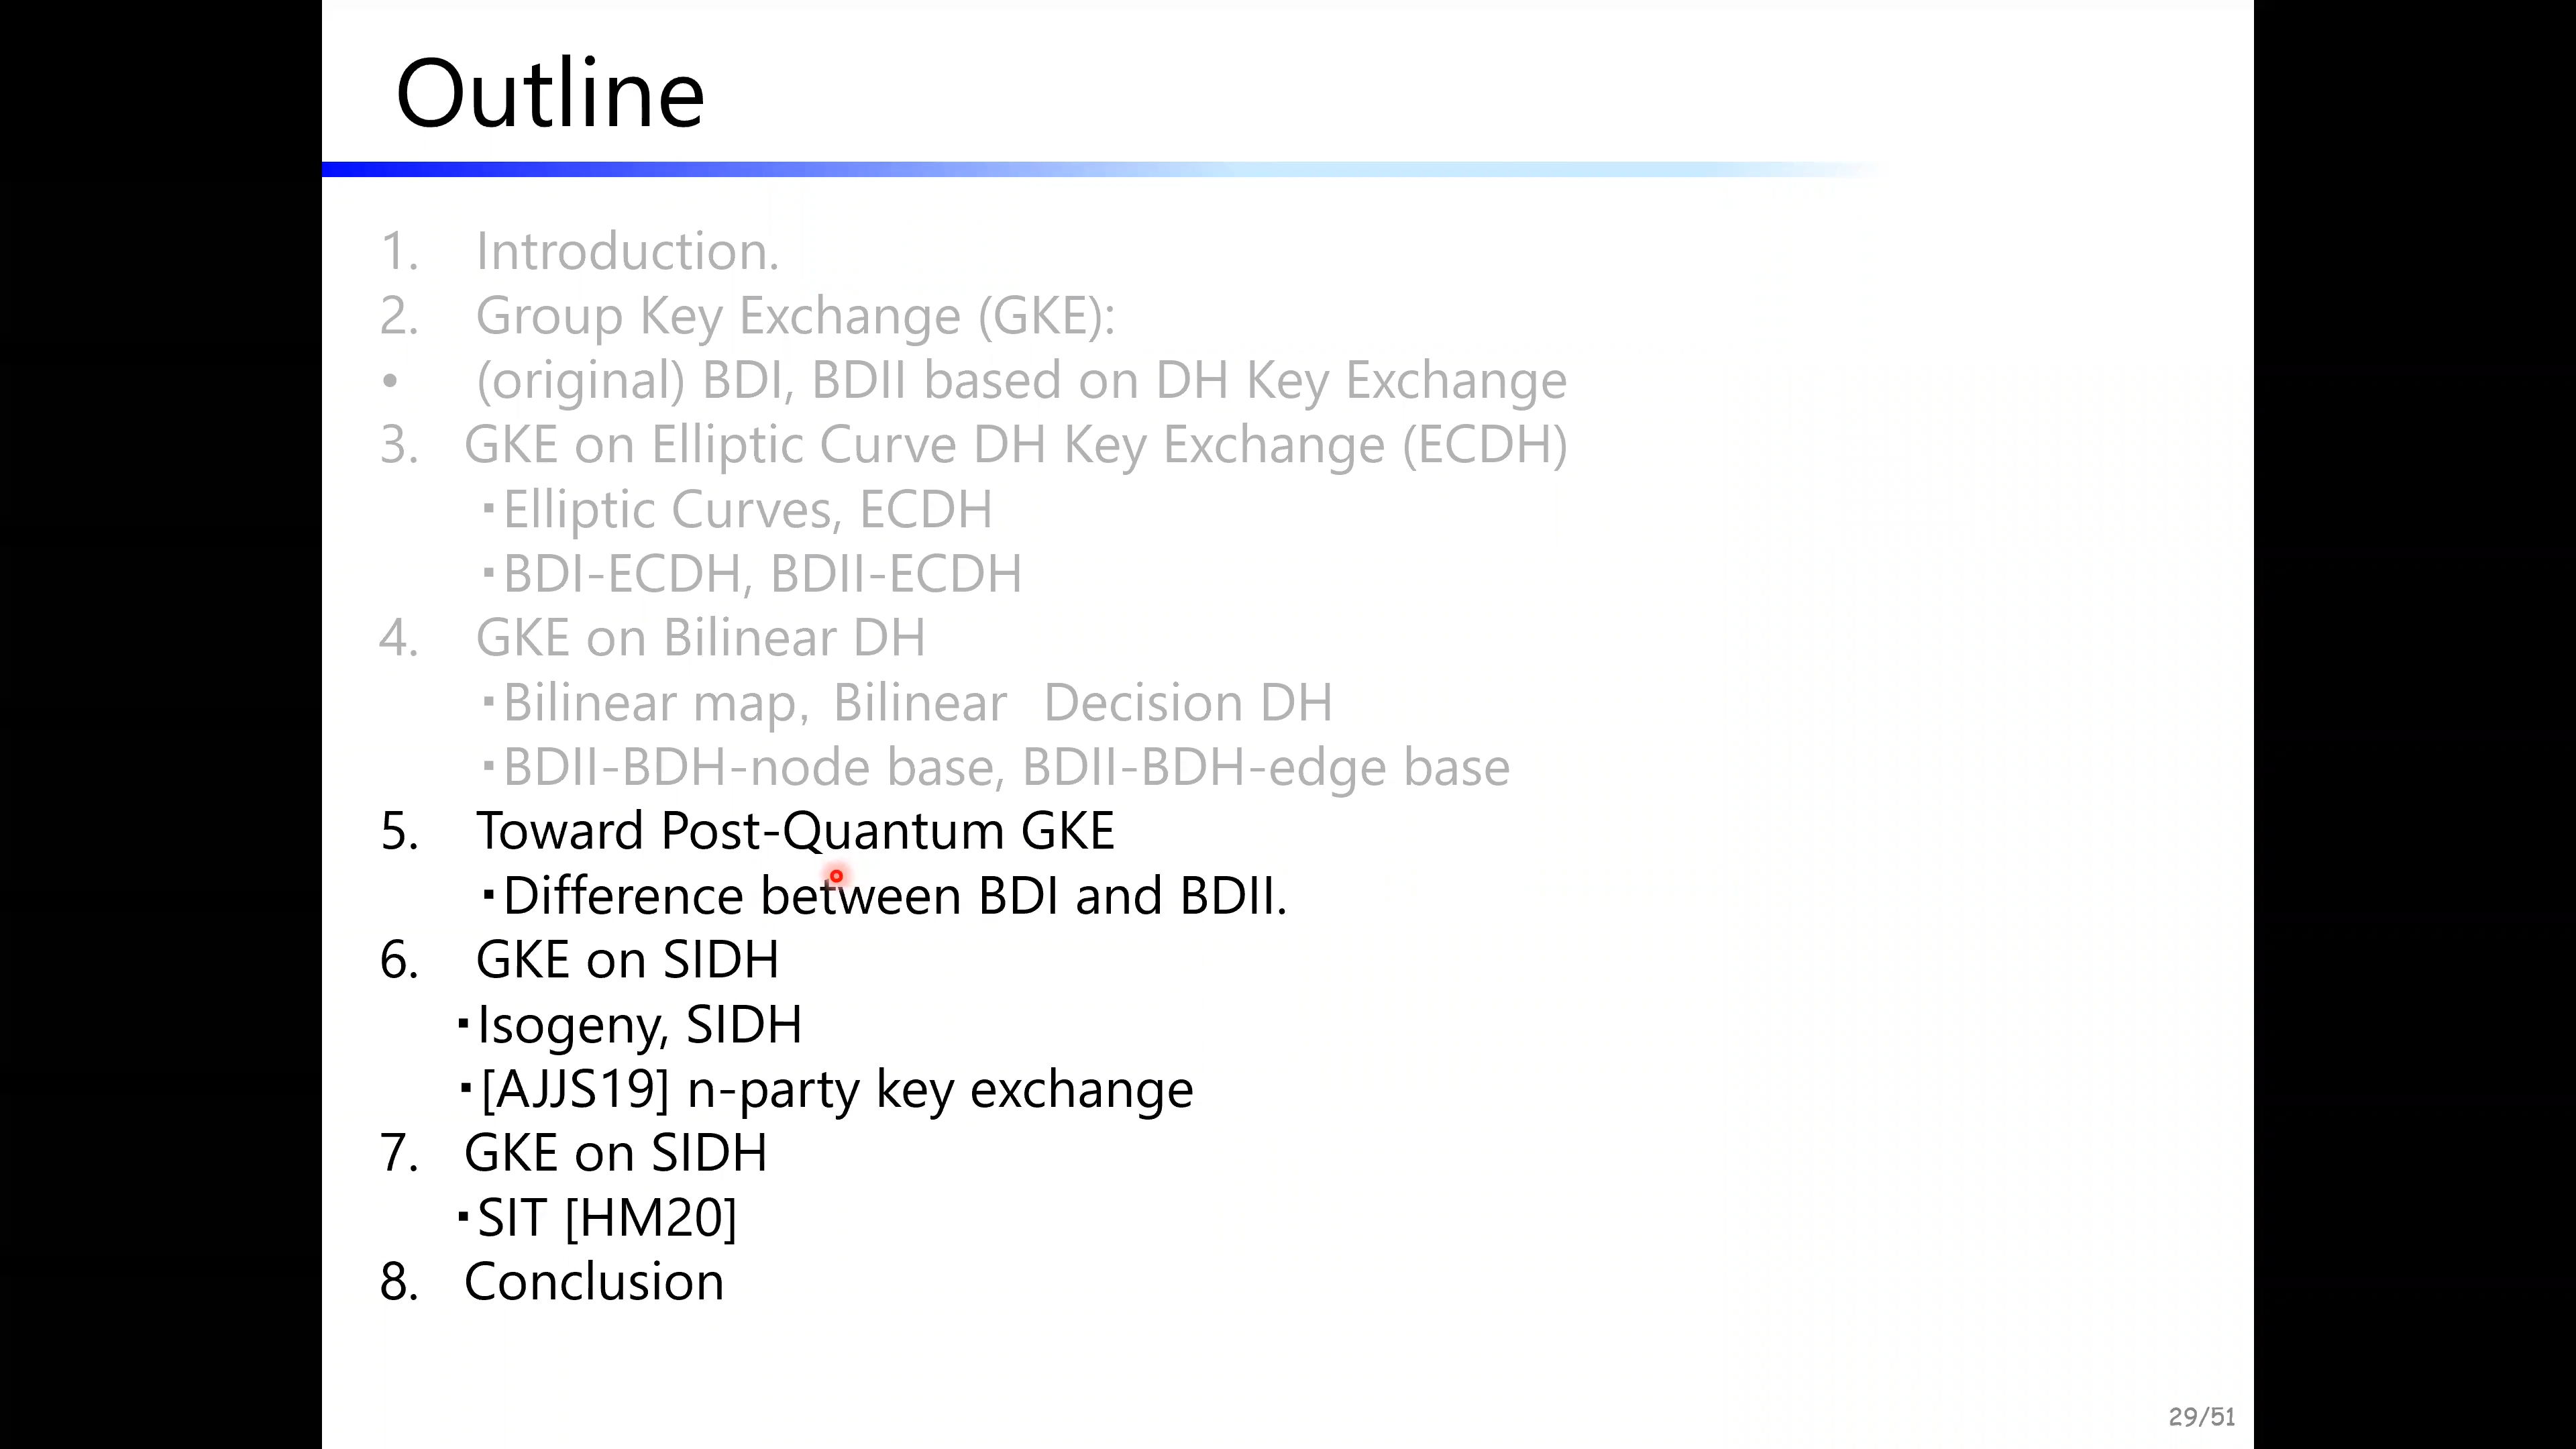 Outline
1. Introduction.
2. Group Key Exchange (GKE):
• (original) BDI, BDII based on DH Key Exchange
3. GKE on Elliptic Curve DH Key Exchange (ECDH)
・Elliptic Curves, ECDH
・BDI-ECDH, BDII-ECDH
4. GKE on Bilinear DH
・Bilinear map, Bilinear Decision DH
・BDII-BDH-node base, BDII-BDH-edge base
5. Toward Post-Quantum GKE
・Difference between BDI and BDII.
6. GKE on SIDH
・Isogeny, SIDH
・[AJJS19] n-party key exchange
7. GKE on SIDH
・SIT [HM20]
8. Conclusion
29/51